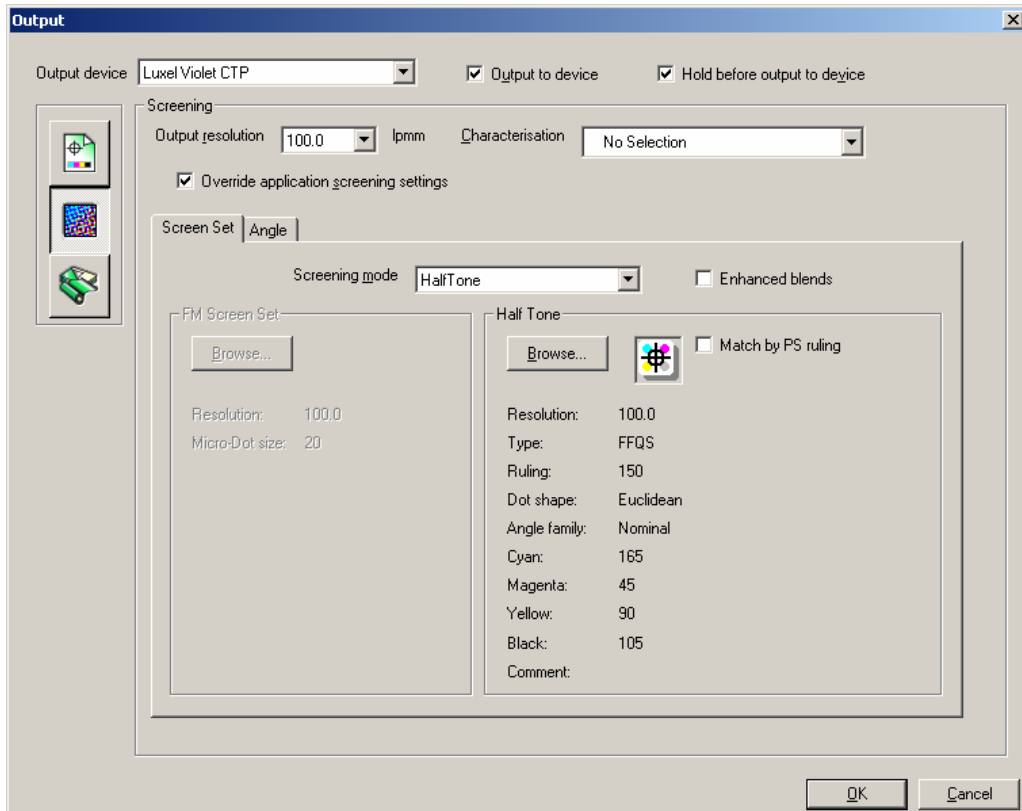 Output
Output device Luxel Violet CTP Output to device Hold before output to device
Screening
Output resolution 100.0 lpmm Characterisation No Selection
Override application screening settings
Screen Set Angle
Screening mode HalfTone Enhanced blends
FM Screen Set
Browse...
Resolution: 100.0
Micro-Dot size: 20
Half Tone
Browse... Match by PS ruling
Resolution: 100.0
Type: FFQS
Ruling: 150
Dot shape: Euclidean
Angle family: Nominal
Cyan: 165
Magenta: 45
Yellow: 90
Black: 105
Comment:
OK Cancel